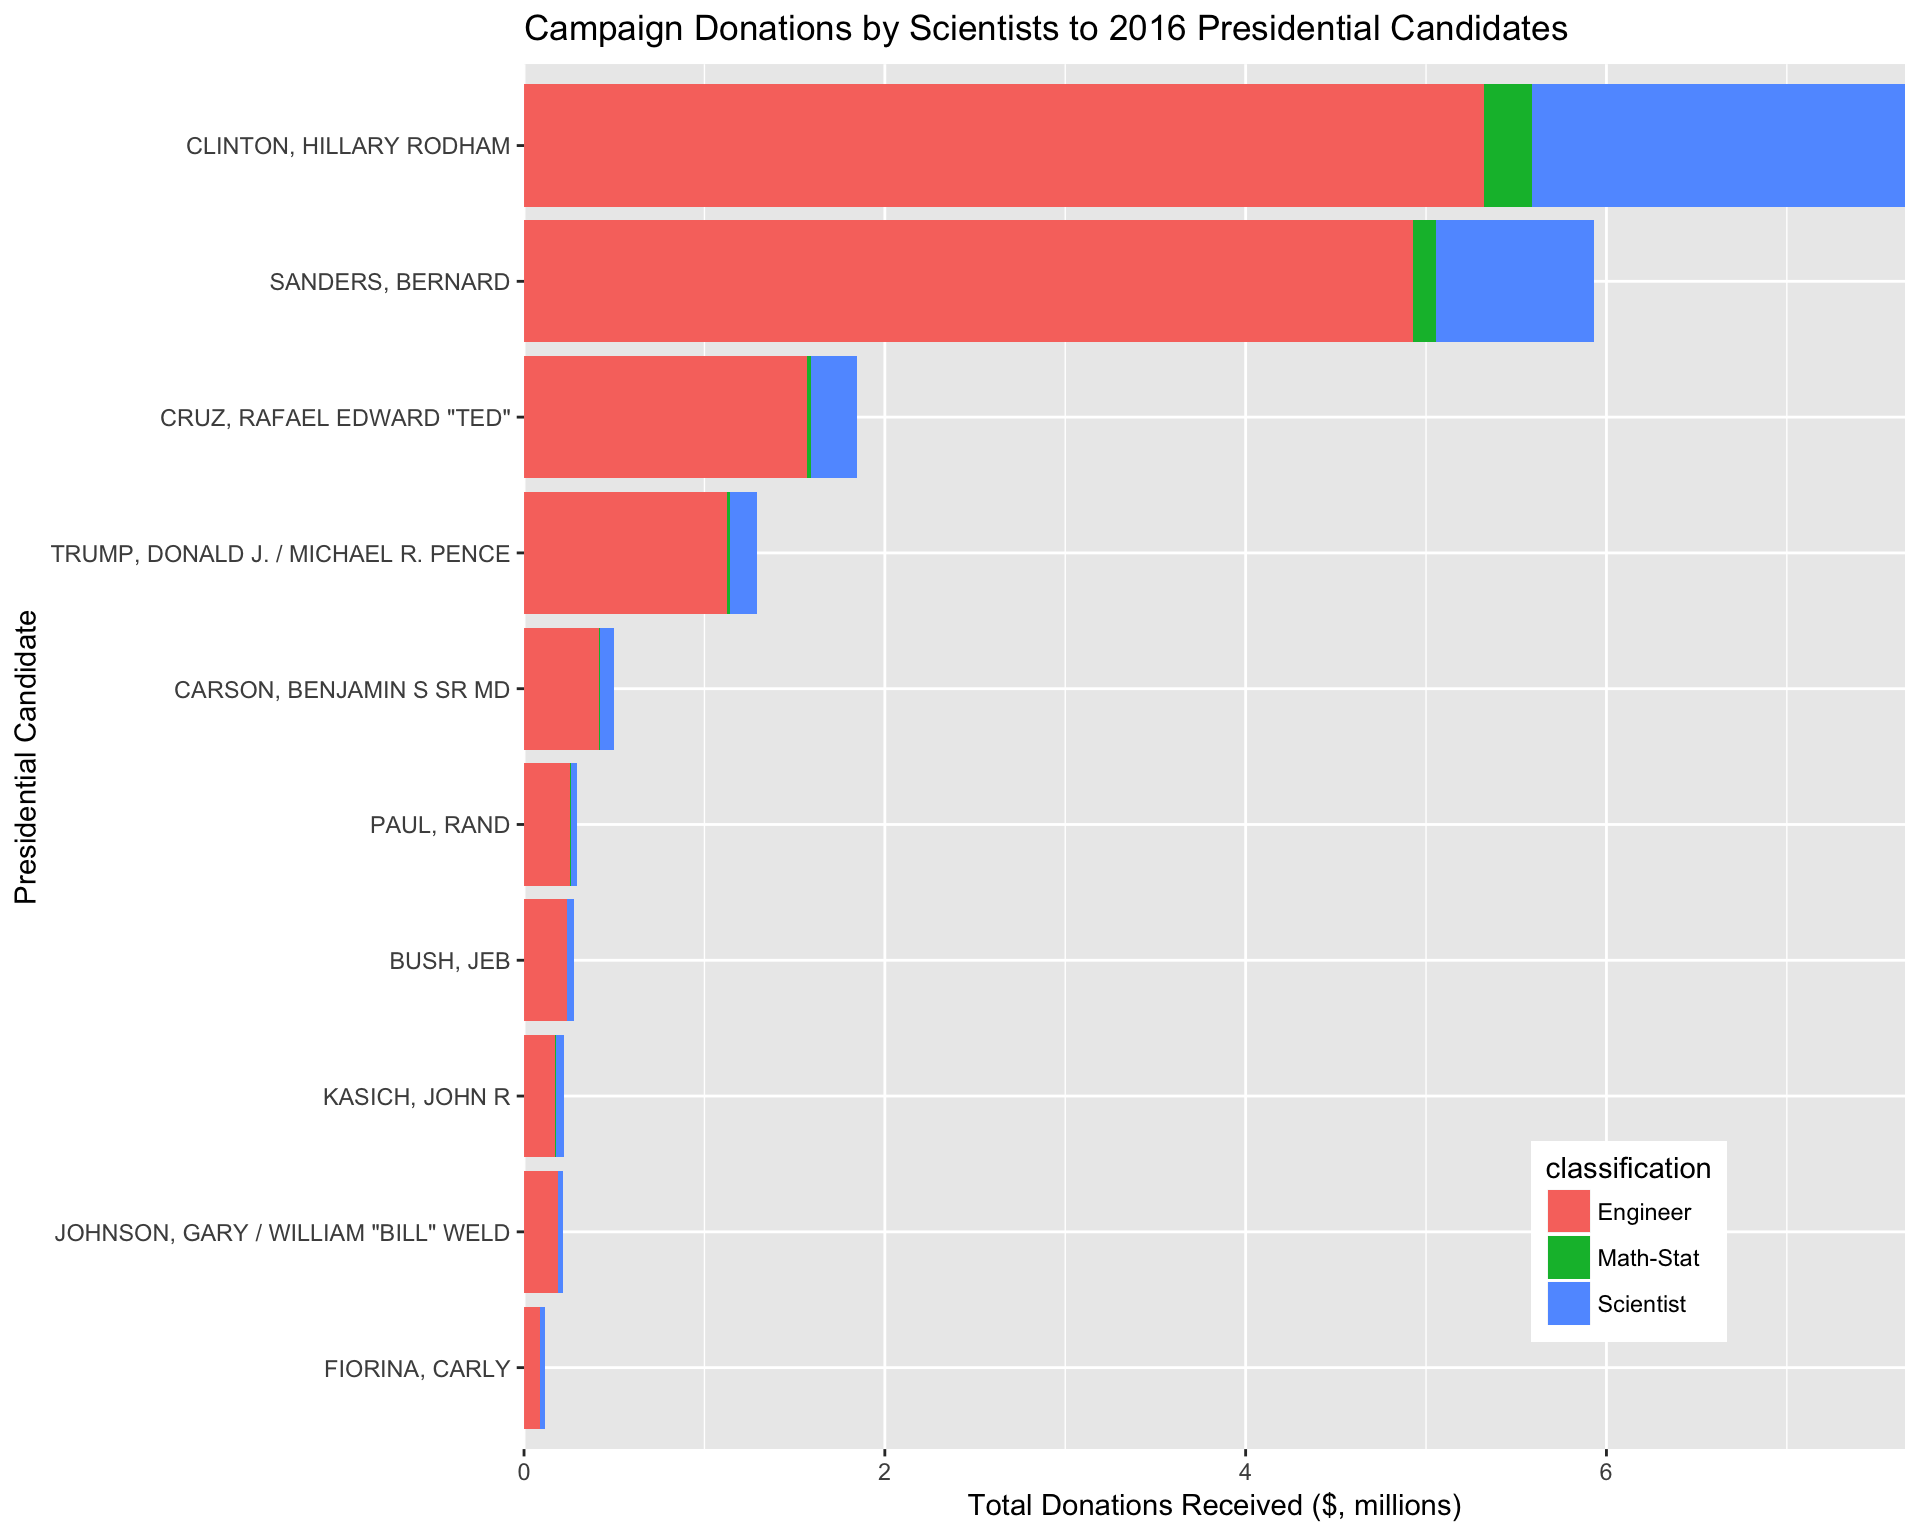 Campaign Donations by Scientists to 2016 Presidential Candidates
Presidential Candidate
CLINTON, HILLARY RODHAM
SANDERS, BERNARD
CRUZ, RAFAEL EDWARD "TED"
TRUMP, DONALD J. / MICHAEL R. PENCE
CARSON, BENJAMIN S SR MD
PAUL, RAND
BUSH, JEB
KASICH, JOHN R
JOHNSON, GARY / WILLIAM "BILL" WELD
FIORINA, CARLY
classification
Engineer
Math-Stat
Scientist
0 2 4 6
Total Donations Received ($, millions)